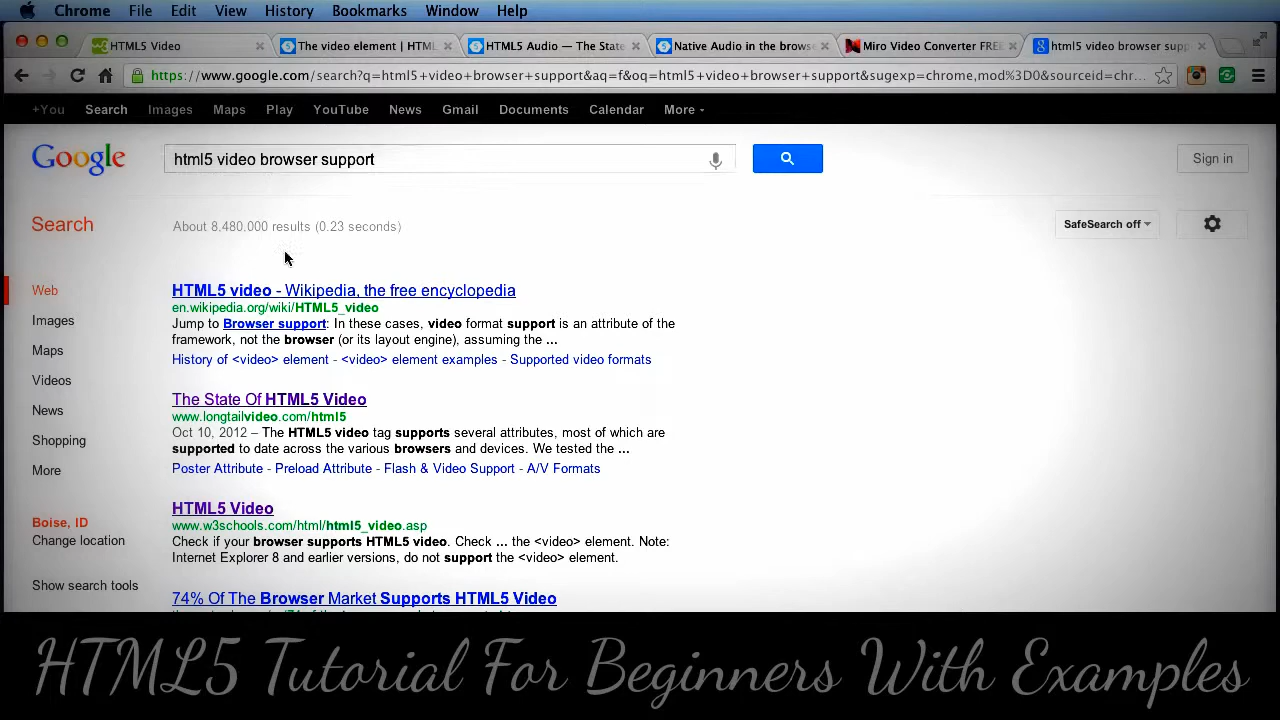 Chrome File Edit View History Bookmarks Window Help
HTML5 Video The video element | HTML HTML5 Audio — The State Native Audio in the brows Miro Video Converter FREE html5 video browser supp
https://www.google.com/search?q=html5+video+browser+support&aq=f&oq=html5+video+browser+support&sugexp=chrome,mod%3D0&sourceid=chr...
+You Search Images Maps Play YouTube News Gmail Documents Calendar More
Google html5 video browser support Sign in
Search About 8,480,000 results (0.23 seconds) SafeSearch off
Web
Images
Maps
Videos
News
Shopping
More
Boise, ID
Change location
Show search tools
HTML5 video - Wikipedia, the free encyclopedia
en.wikipedia.org/wiki/HTML5_video
Jump to Browser support: In these cases, video format support is an attribute of the
framework, not the browser (or its layout engine), assuming the ...
History of <video> element - <video> element examples - Supported video formats
The State Of HTML5 Video
www.longtailvideo.com/html5
Oct 10, 2012 – The HTML5 video tag supports several attributes, most of which are
supported to date across the various browsers and devices. We tested the ...
Poster Attribute - Preload Attribute - Flash & Video Support - A/V Formats
HTML5 Video
www.w3schools.com/html/html5_video.asp
Check if your browser supports HTML5 video. Check ... the <video> element. Note:
Internet Explorer 8 and earlier versions, do not support the <video> element.
74% Of The Browser Market Supports HTML5 Video
HTML5 Tutorial For Beginners With Examples